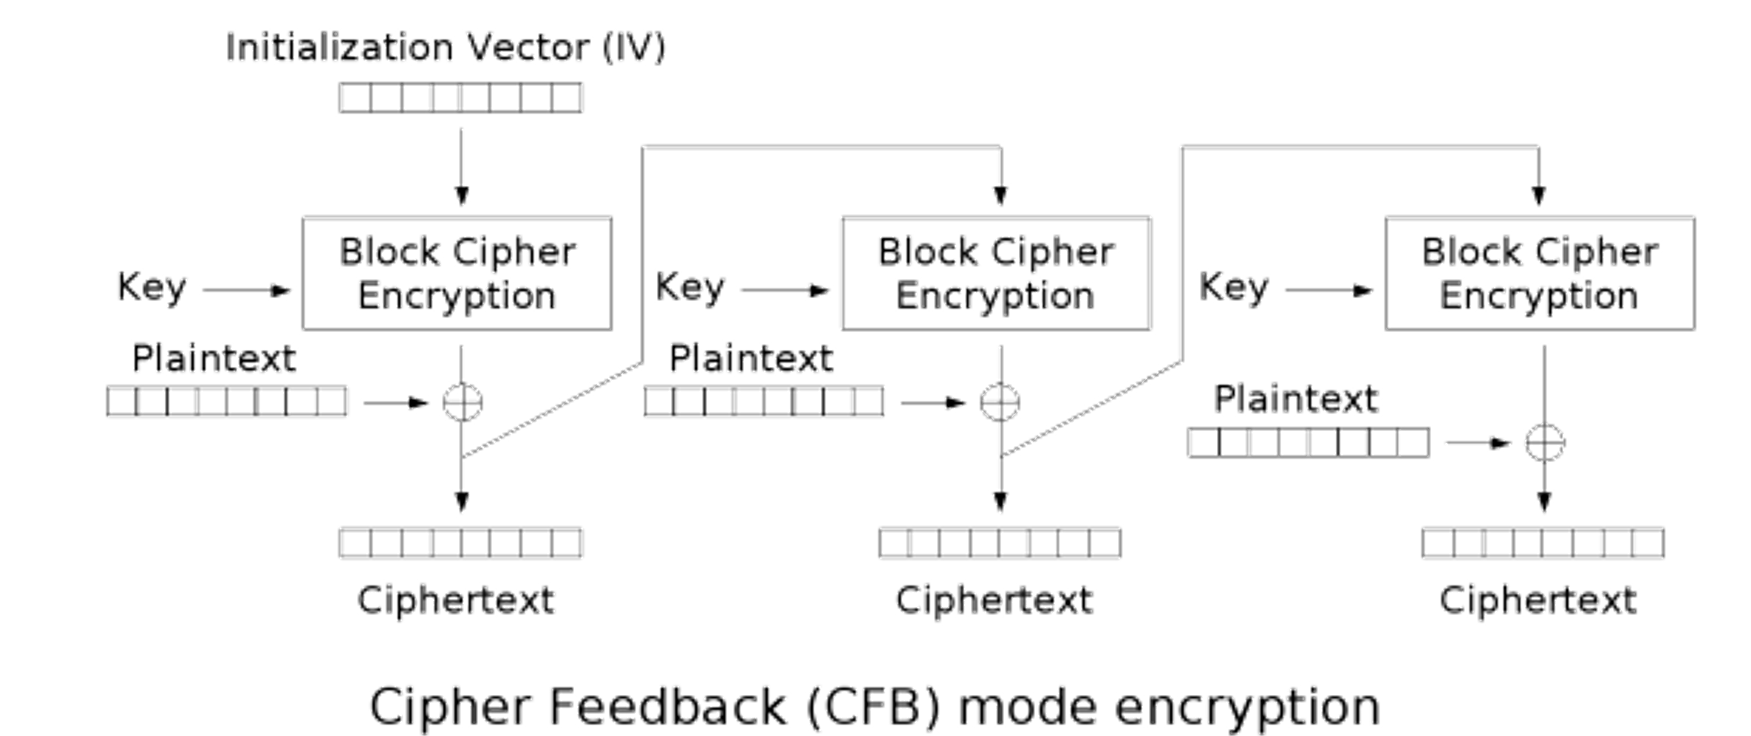 Initialization Vector (IV)
Key
Block Cipher
Encryption
Plaintext
Ciphertext
Key
Block Cipher
Encryption
Plaintext
Ciphertext
Key
Block Cipher
Encryption
Plaintext
Ciphertext
Cipher Feedback (CFB) mode encryption